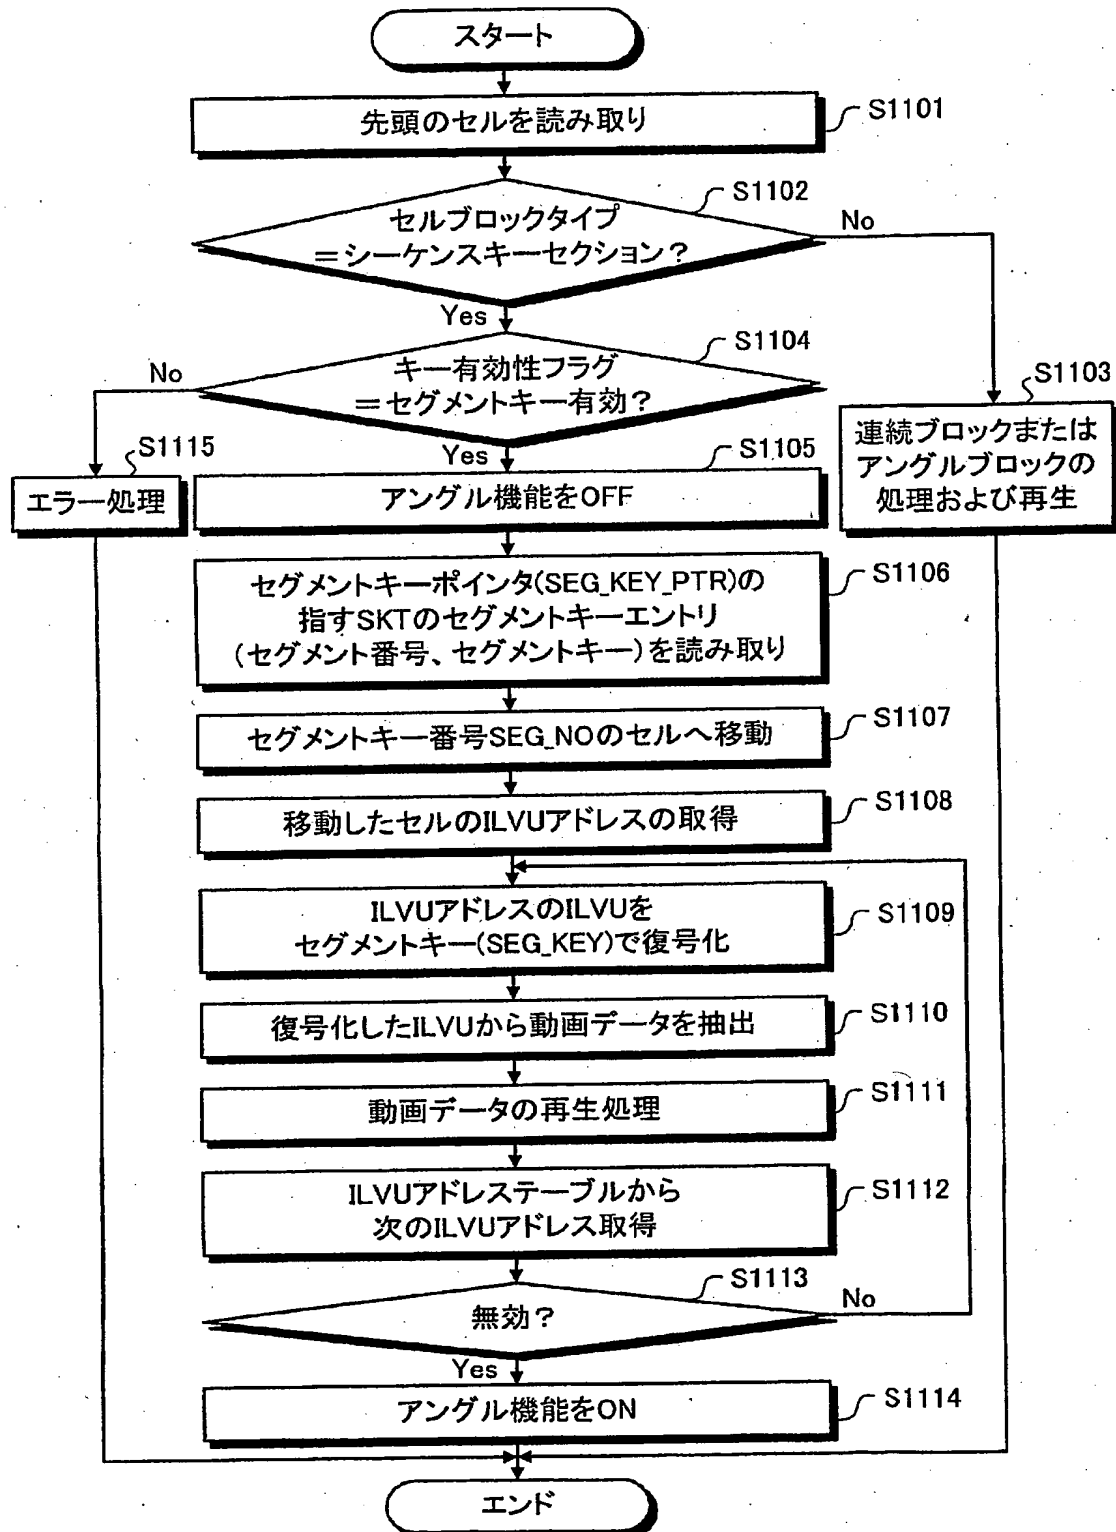 スタート
先頭のセルを読み取り
S1101
S1102
セルブロックタイプ
=シーケンスキーセクション?
No
Yes
S1104
キー有効性フラグ
=セグメントキー有効?
No
Yes
S1103
連続ブロックまたは
アングルブロックの
処理および再生
S1115
エラー処理
S1105
アングル機能をOFF
S1106
セグメントキーポインタ(SEG_KEY_PTR)の
指すSKTのセグメントキーエントリ
(セグメント番号、セグメントキー)を読み取り
S1107
セグメントキー番号SEG_NOのセルへ移動
S1108
移動したセルのILVUアドレスの取得
S1109
ILVUアドレスのILVUを
セグメントキー(SEG_KEY)で復号化
S1110
復号化したILVUから動画データを抽出
S1111
動画データの再生処理
S1112
ILVUアドレステーブルから
次のILVUアドレス取得
S1113
無効?
No
Yes
S1114
アングル機能をON
エンド